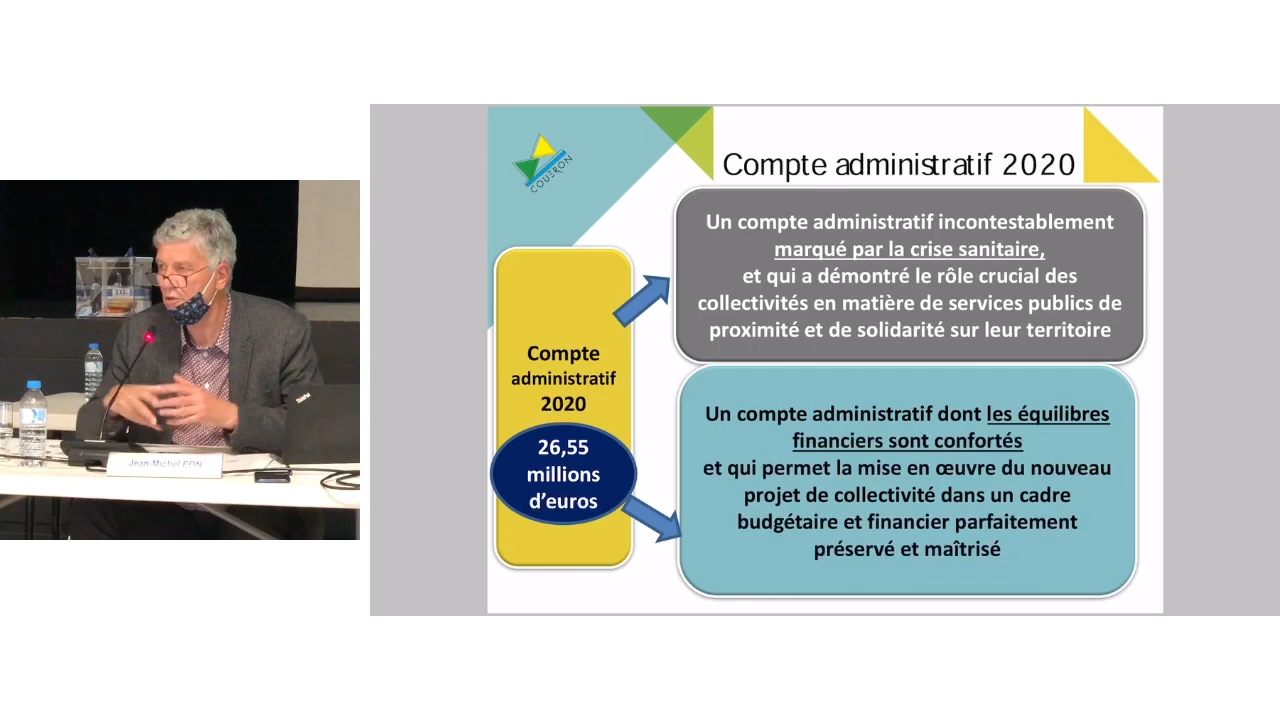 COUËRON
Compte administratif 2020
Un compte administratif incontestablement
marqué par la crise sanitaire,
et qui a démontré le rôle crucial des
collectivités en matière de services publics de
proximité et de solidarité sur leur territoire
Compte
administratif
2020
26,55
millions
d’euros
Un compte administratif dont les équilibres
financiers sont confortés
et qui permet la mise en œuvre du nouveau
projet de collectivité dans un cadre
budgétaire et financier parfaitement
préservé et maîtrisé
Jean-Michel EON
ThinkPad